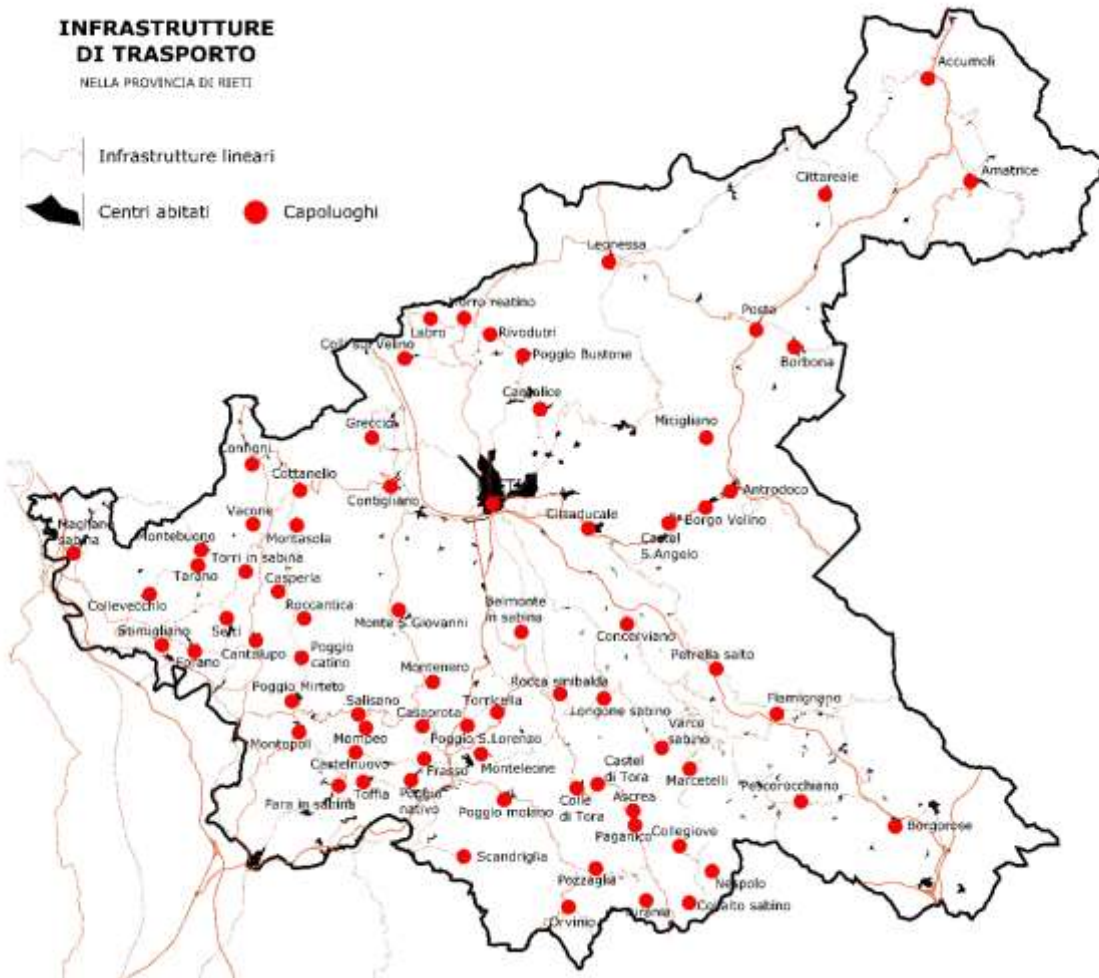 INFRASTRUTTURE
DI TRASPORTO
NELLA PROVINCIA DI RIETI
Infrastrutture lineari
Centri abitati
Capoluoghi
Accumoli
Amatrice
Cittareale
Leonessa
Posta
Borbona
Morro reatino
Labro
Rivodutri
Colli sul Velino
Poggio Bustone
Cantalice
Micigliano
Greccio
Cottanello
Contigliano
Antrodoco
Borgo Velino
Cittaducale
Castel
S.Angelo
Vacone
Montasola
Magliano
sabina
Montebuono
Torri in sabina
Tarano
Casperia
Collevecchio
Roccantica
Monte S.Giovanni
Belmonte
in sabina
Concerviano
Stimigliano
Selci
Forano
Cantalupo
Poggio
catino
Montenero
Petrella salto
Rocca sinibalda
Longone sabino
Fiamignano
Poggio Mirteto
Salisano
Casaprota
Torricella
Varco
sabino
Montopoli
Mompeo
Poggio S.Lorenzo
Castelnuovo
Frasso
Monteleone
Castel
di Tora
Marcetelli
Pescorocchiano
Fara in sabina
Toffia
Poggio
nativo
Poggio moiano
Colle
di Tora
Ascrea
Paganico
Collegiove
Borgorose
Scandriglia
Pozzaglia
Nespolo
Orvinio
Turania
Collalto sabino